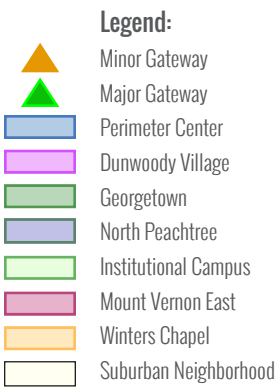 Legend:
Minor Gateway
Major Gateway
Perimeter Center
Dunwoody Village
Georgetown
North Peachtree
Institutional Campus
Mount Vernon East
Winters Chapel
Suburban Neighborhood